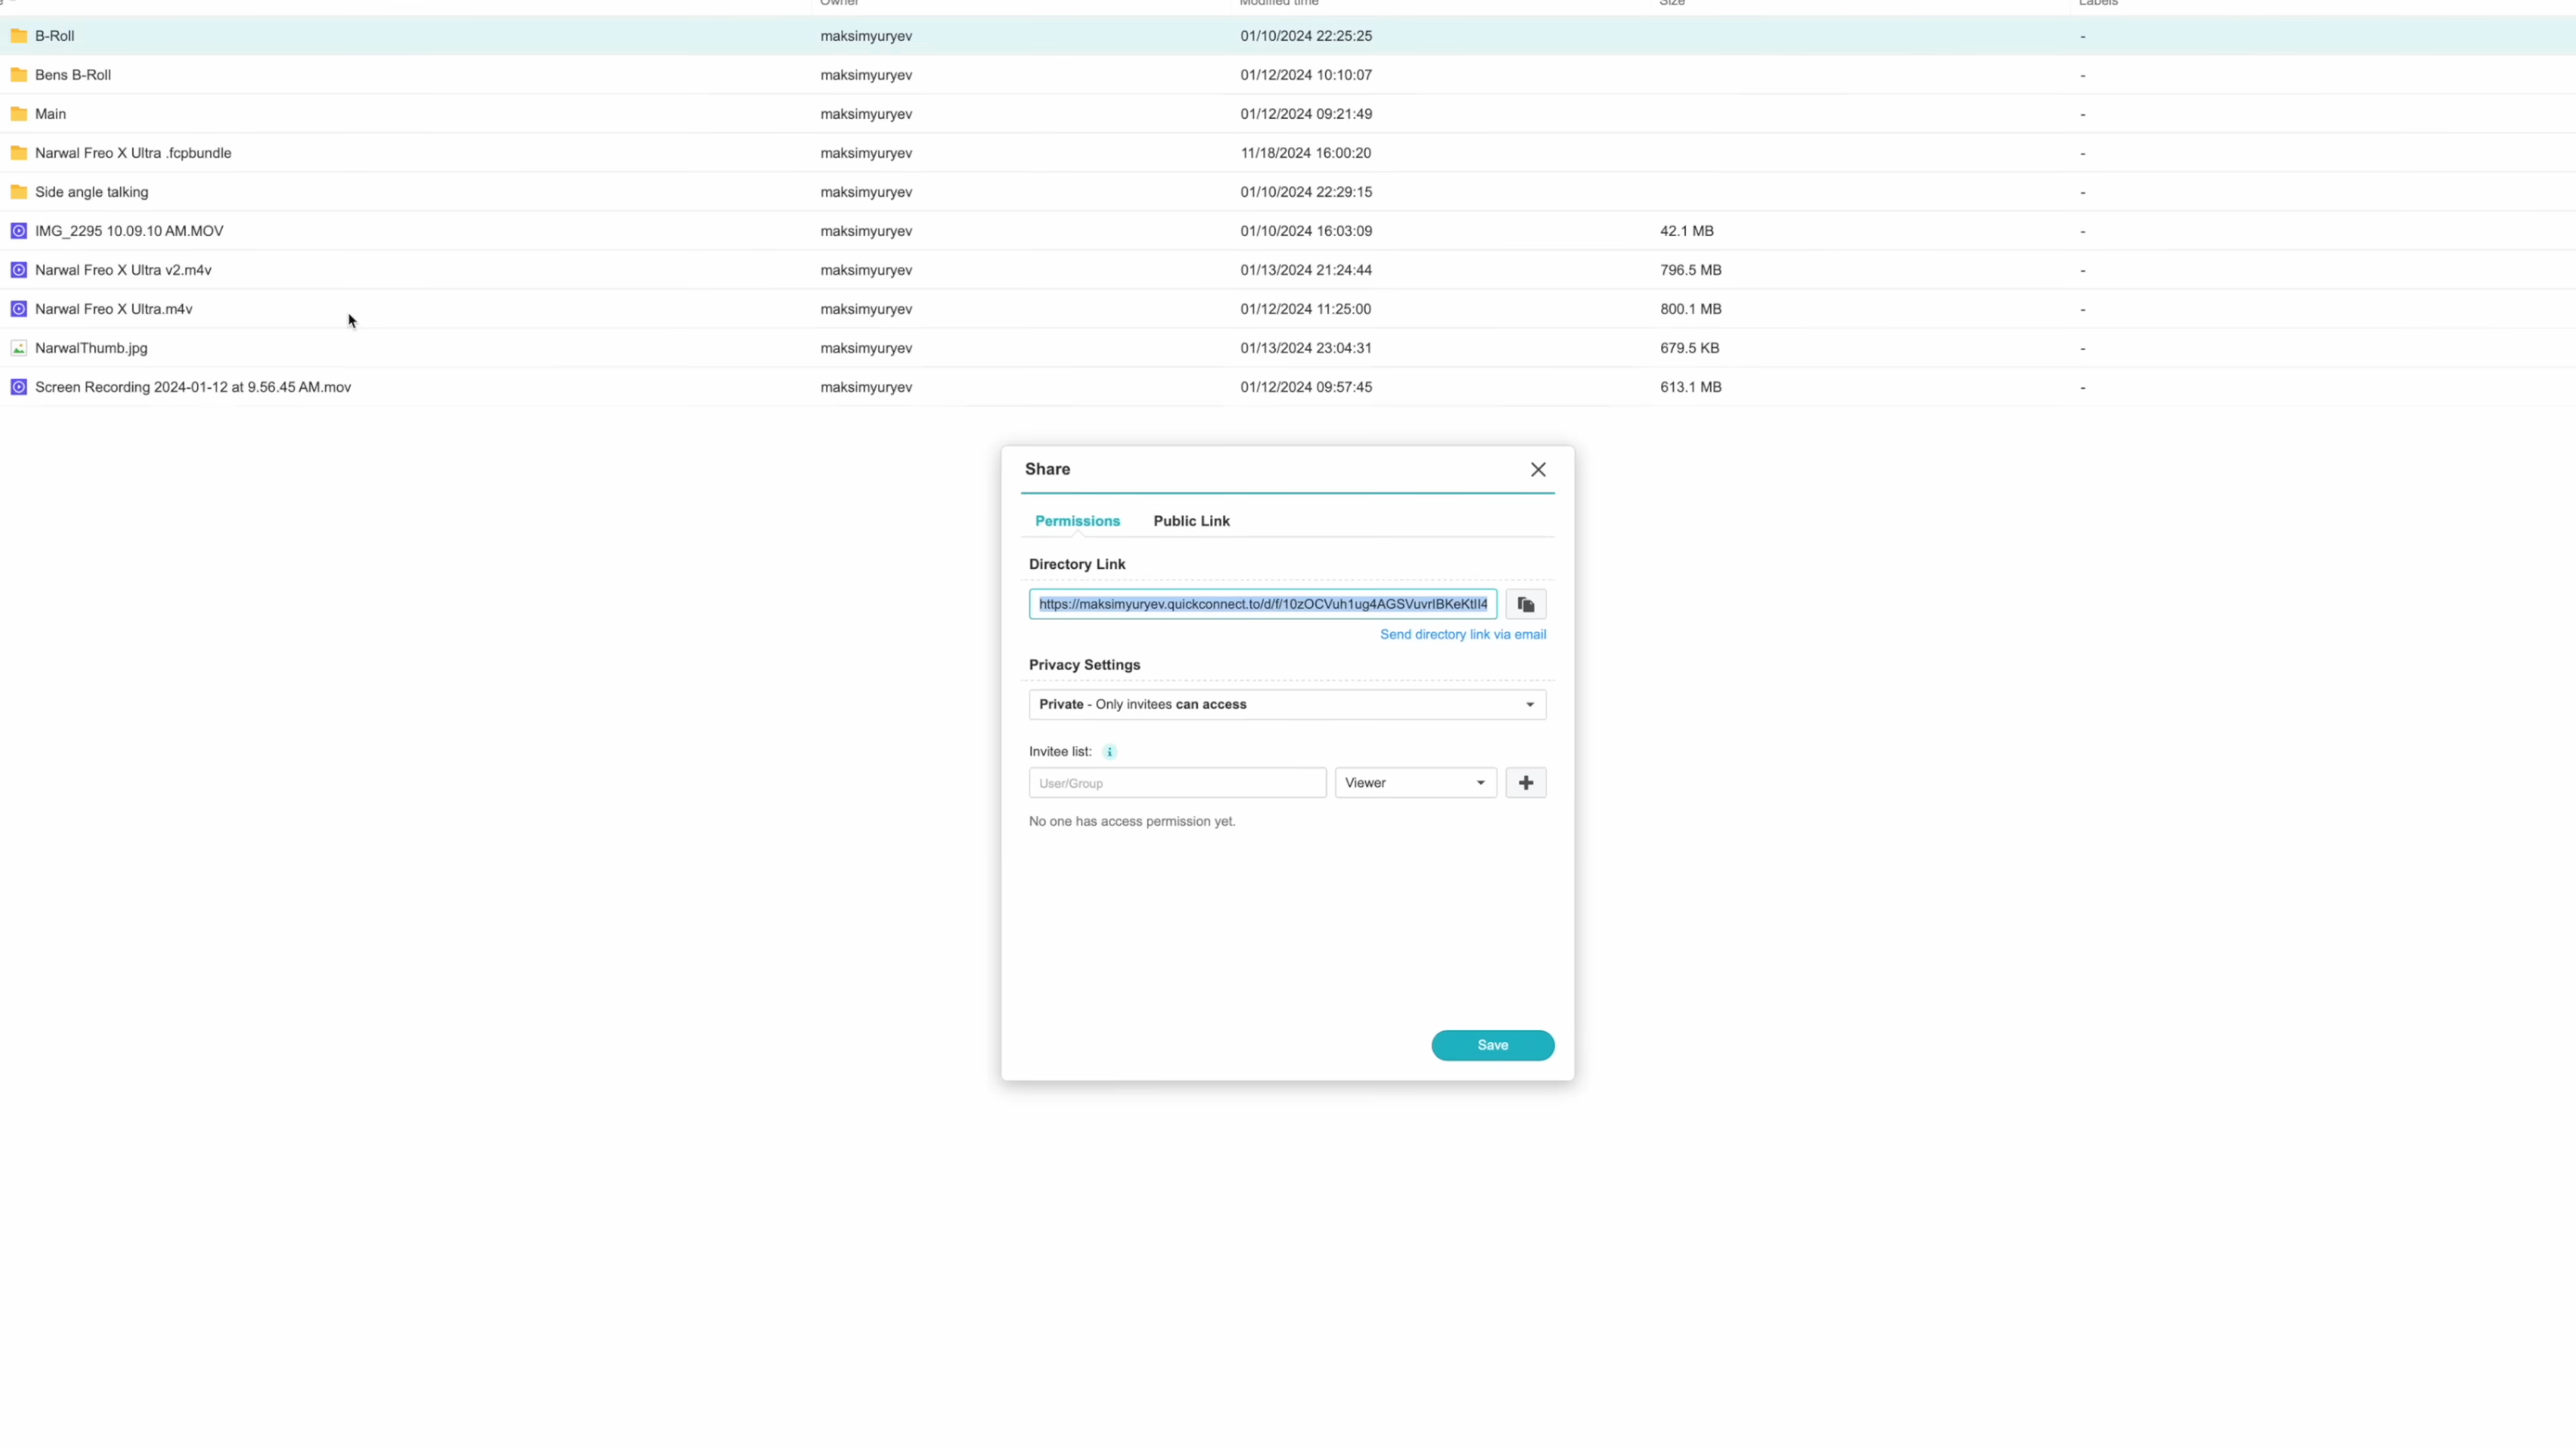 Owner Modified time Size Labels
B-Roll maksimyuryev 01/10/2024 22:25:25 -
Bens B-Roll maksimyuryev 01/12/2024 10:10:07 -
Main maksimyuryev 01/12/2024 09:21:49 -
Narwal Freo X Ultra .fcpbundle maksimyuryev 11/18/2024 16:00:20 -
Side angle talking maksimyuryev 01/10/2024 22:29:15 -
IMG_2295 10.09.10 AM.MOV maksimyuryev 01/10/2024 16:03:09 42.1 MB -
Narwal Freo X Ultra v2.m4v maksimyuryev 01/13/2024 21:24:44 796.5 MB -
Narwal Freo X Ultra.m4v maksimyuryev 01/12/2024 11:25:00 800.1 MB -
NarwalThumb.jpg maksimyuryev 01/13/2024 23:04:31 679.5 KB -
Screen Recording 2024-01-12 at 9.56.45 AM.mov maksimyuryev 01/12/2024 09:57:45 613.1 MB -
Share
Permissions Public Link
Directory Link
https://maksimyuryev.quickconnect.to/d/f/10zOCVuh1ug4AGSVuvrIBKeKtII4
Send directory link via email
Privacy Settings
Private - Only invitees can access
Invitee list:
User/Group Viewer
No one has access permission yet.
Save